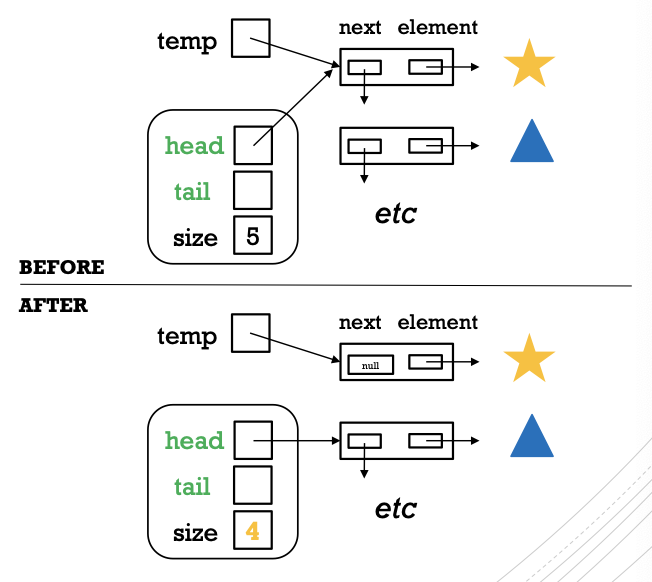 next element
temp
head
tail
size 5
etc
BEFORE
AFTER
next element
temp
null
head
tail
size 4
etc